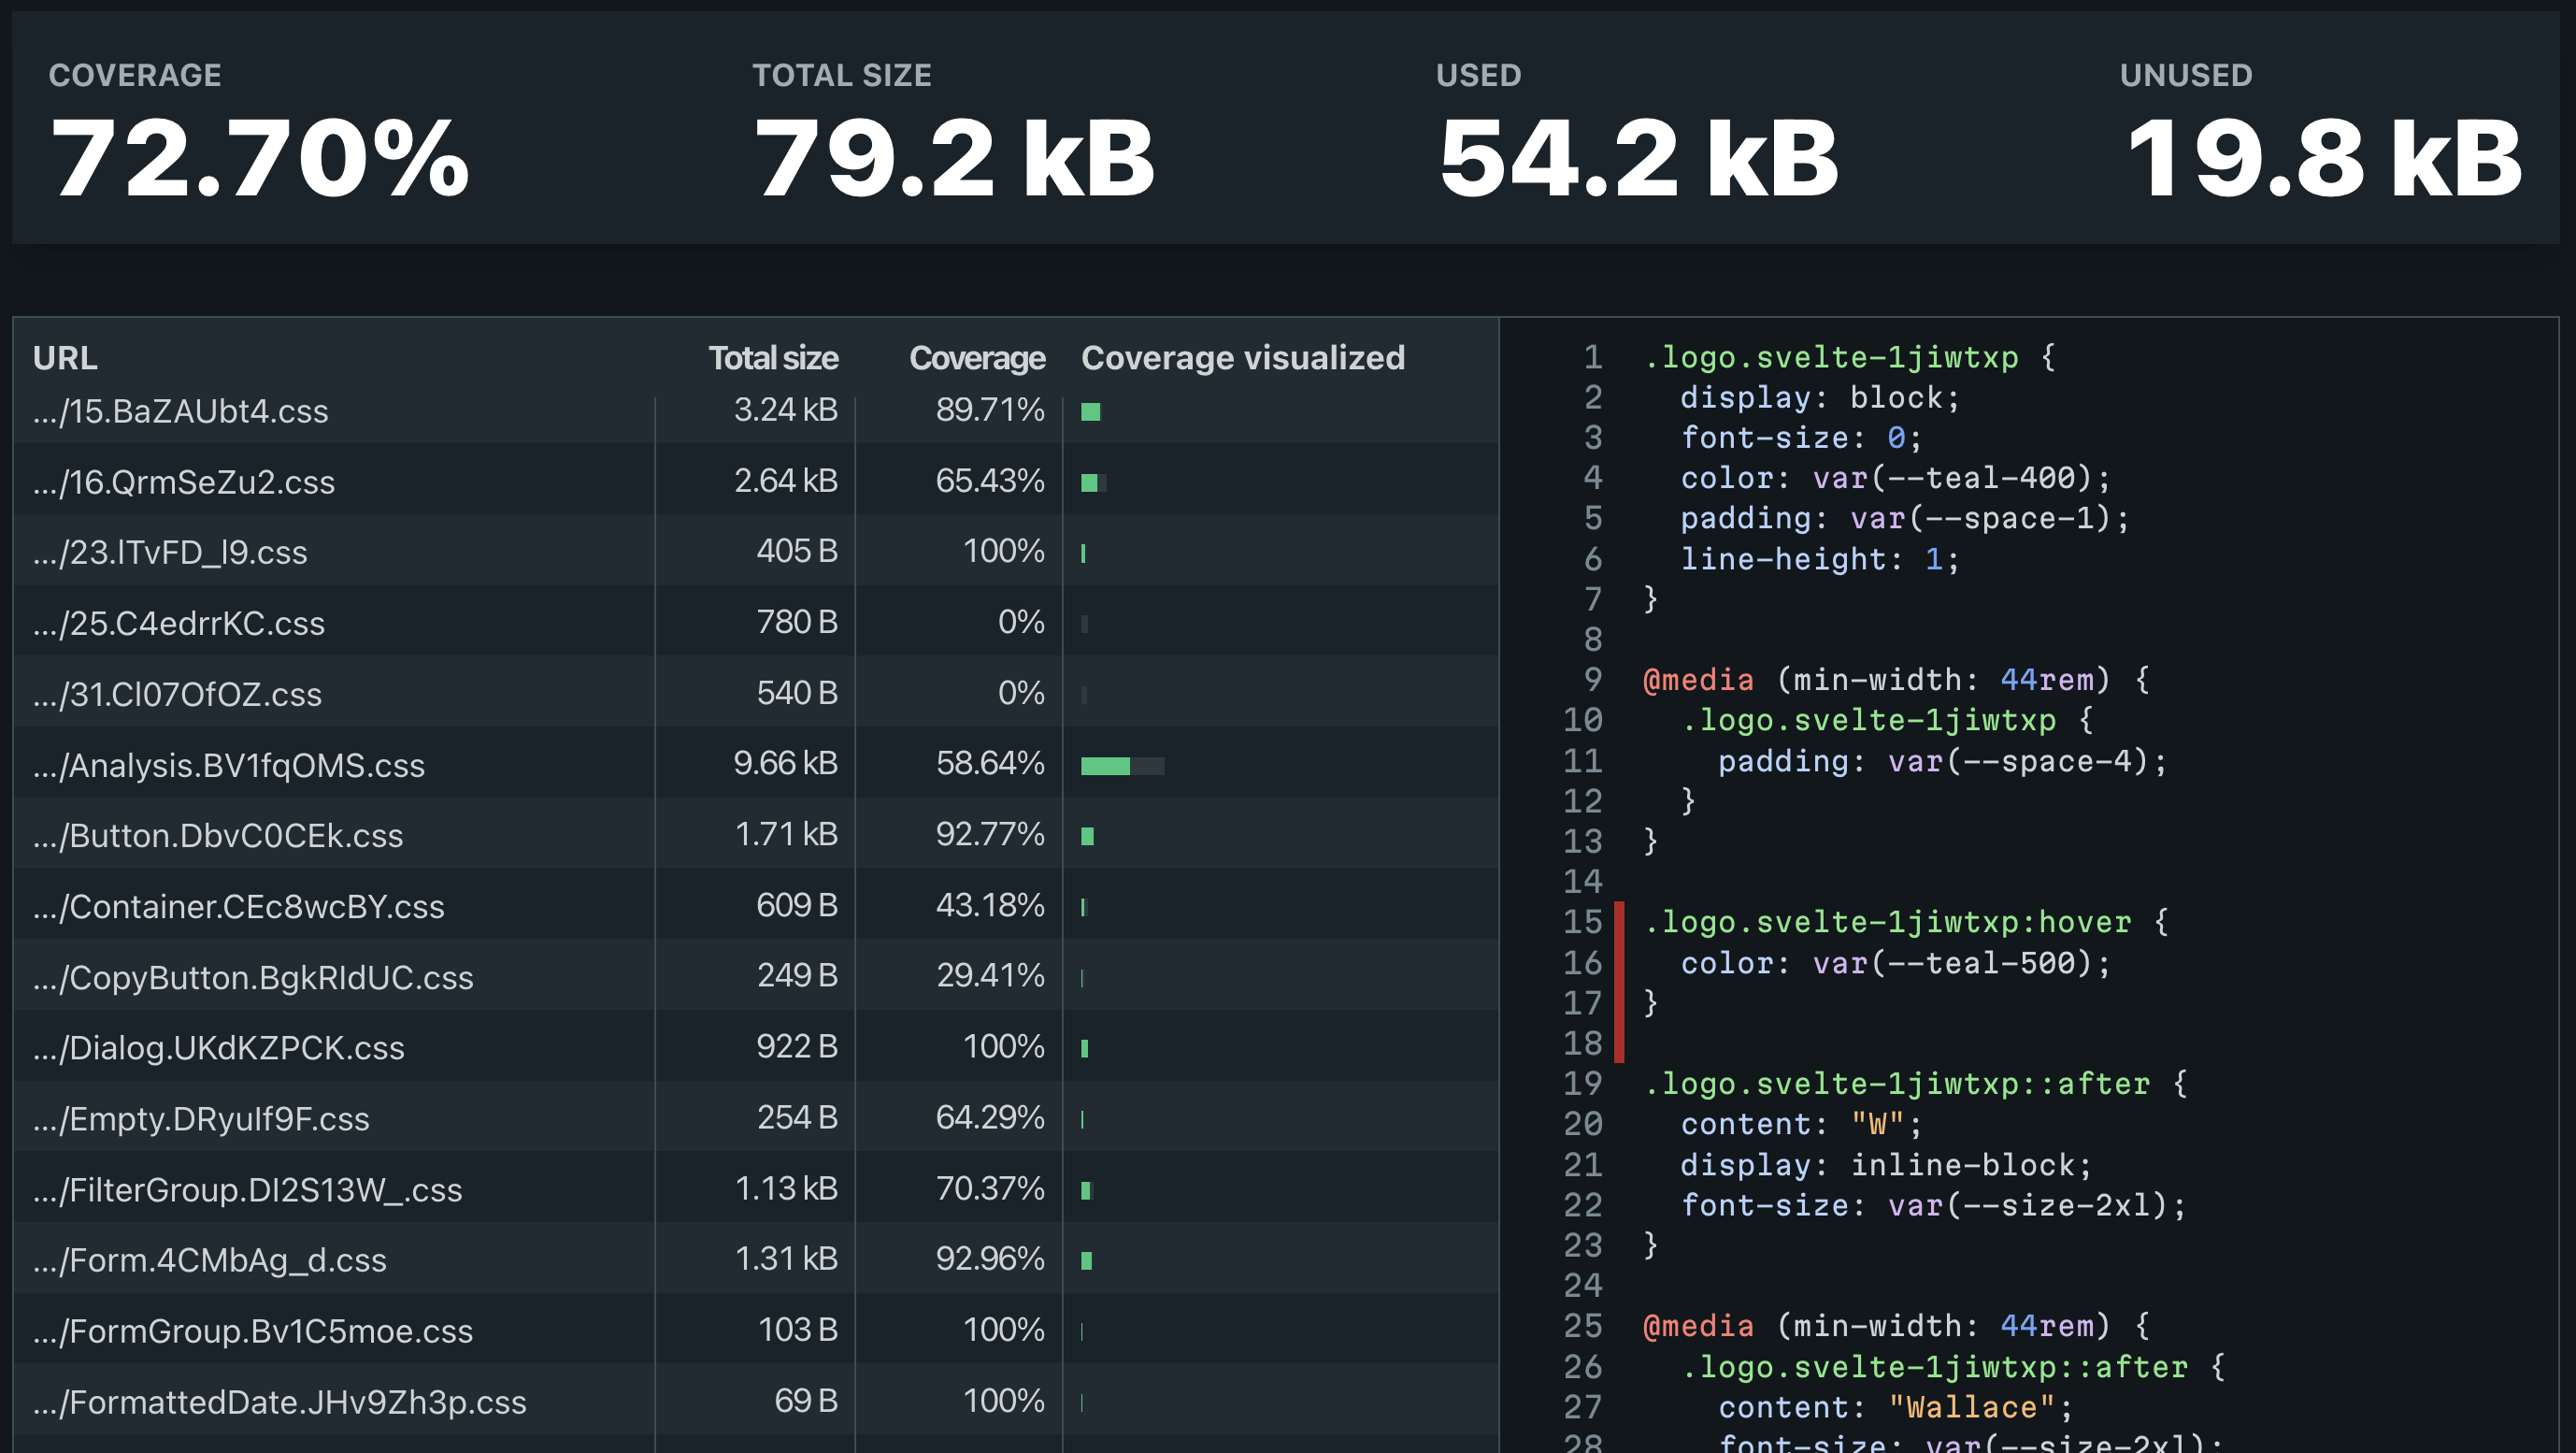 COVERAGE TOTAL SIZE USED UNUSED
72.70% 79.2 kB 54.2 kB 19.8 kB
URL Total size Coverage Coverage visualized
.../15.BaZAUbt4.css 3.24 kB 89.71%
.../16.QrmSeZu2.css 2.64 kB 65.43%
.../23.lTvFD_l9.css 405 B 100%
.../25.C4edrrKC.css 780 B 0%
.../31.Cl07OfOZ.css 540 B 0%
.../Analysis.BV1fqOMS.css 9.66 kB 58.64%
.../Button.DbvC0CEk.css 1.71 kB 92.77%
.../Container.CEc8wcBY.css 609 B 43.18%
.../CopyButton.BgkRIdUC.css 249 B 29.41%
.../Dialog.UKdKZPCK.css 922 B 100%
.../Empty.DRyuIf9F.css 254 B 64.29%
.../FilterGroup.DI2S13W_.css 1.13 kB 70.37%
.../Form.4CMbAg_d.css 1.31 kB 92.96%
.../FormGroup.Bv1C5moe.css 103 B 100%
.../FormattedDate.JHv9Zh3p.css 69 B 100%
1 .logo.svelte-1jiwtxp {
2 display: block;
3 font-size: 0;
4 color: var(--teal-400);
5 padding: var(--space-1);
6 line-height: 1;
7 }
8
9 @media (min-width: 44rem) {
10 .logo.svelte-1jiwtxp {
11 padding: var(--space-4);
12 }
13 }
14
15 .logo.svelte-1jiwtxp:hover {
16 color: var(--teal-500);
17 }
18
19 .logo.svelte-1jiwtxp::after {
20 content: "W";
21 display: inline-block;
22 font-size: var(--size-2xl);
23 }
24
25 @media (min-width: 44rem) {
26 .logo.svelte-1jiwtxp::after {
27 content: "Wallace";
28 font-size: var(--size-2xl);